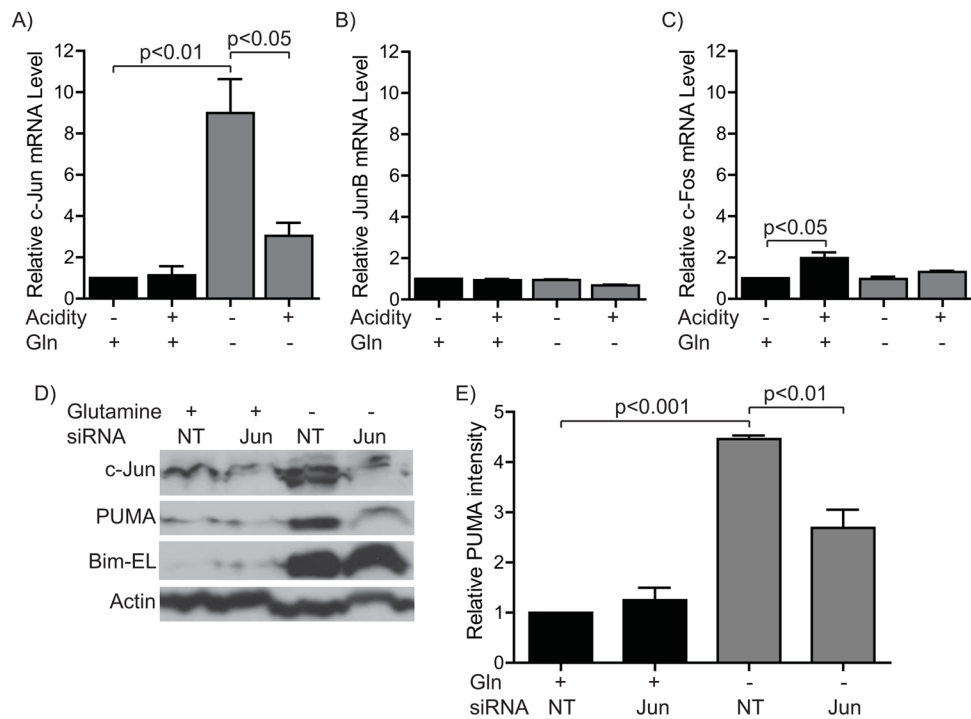 A)
p<0.01
p<0.05
Relative c-Jun mRNA Level
12
10
8
6
4
2
0
Acidity - + - +
Gln + + - -
B)
Relative JunB mRNA Level
12
10
8
6
4
2
0
Acidity - + - +
Gln + + - -
C)
Relative c-Fos mRNA Level
12
10
8
6
4
2
0
p<0.05
Acidity - + - +
Gln + + - -
D)
Glutamine + + - -
siRNA NT Jun NT Jun
c-Jun
PUMA
Bim-EL
Actin
E)
p<0.001
p<0.01
Relative PUMA intensity
5
4
3
2
1
0
Gln + + - -
siRNA NT Jun NT Jun